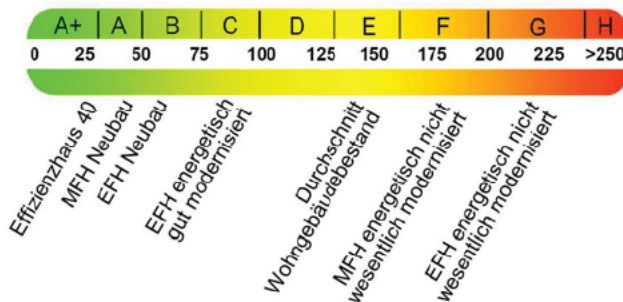 A+ A B C D E F G H
0 25 50 75 100 125 150 175 200 225 >250
Effizienzhaus 40
MFH Neubau
EFH Neubau
EFH energetisch
gut modernisiert
Durchschnitt
Wohngebäudebestand
MFH energetisch nicht
wesentlich modernisiert
EFH energetisch nicht
wesentlich modernisiert